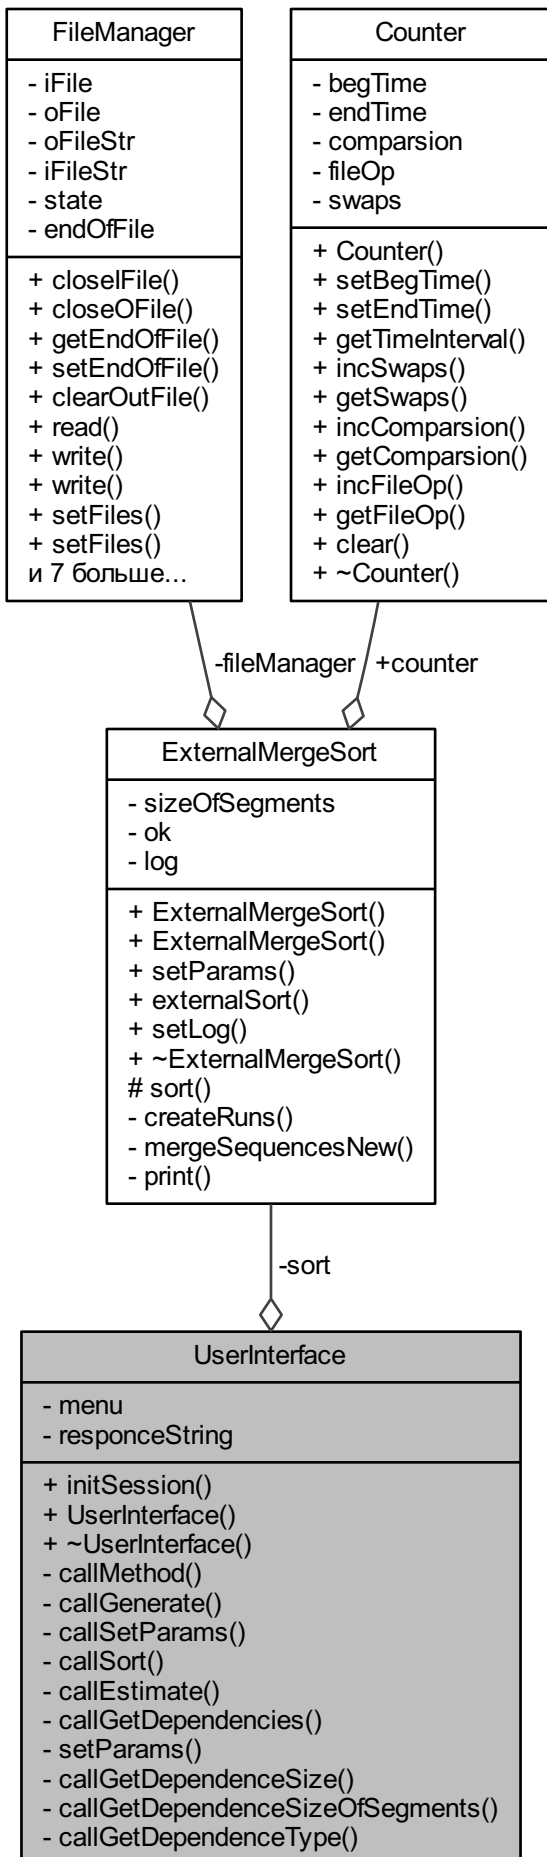 FileManager
- iFile
- oFile
- oFileStr
- iFileStr
- state
- endOfFile
+ closeIFile()
+ closeOFile()
+ getEndOfFile()
+ setEndOfFile()
+ clearOutFile()
+ read()
+ write()
+ write()
+ setFiles()
+ setFiles()
и 7 больше...
Counter
- begTime
- endTime
- comparsion
- fileOp
- swaps
+ Counter()
+ setBegTime()
+ setEndTime()
+ getTimeInterval()
+ incSwaps()
+ getSwaps()
+ incComparsion()
+ getComparsion()
+ incFileOp()
+ getFileOp()
+ clear()
+ ~Counter()
-fileManager
+counter
ExternalMergeSort
- sizeOfSegments
- ok
- log
+ ExternalMergeSort()
+ ExternalMergeSort()
+ setParams()
+ externalSort()
+ setLog()
+ ~ExternalMergeSort()
# sort()
- createRuns()
- mergeSequencesNew()
- print()
-sort
UserInterface
- menu
- responceString
+ initSession()
+ UserInterface()
+ ~UserInterface()
- callMethod()
- callGenerate()
- callSetParams()
- callSort()
- callEstimate()
- callGetDependencies()
- setParams()
- callGetDependenceSize()
- callGetDependenceSizeOfSegments()
- callGetDependenceType()